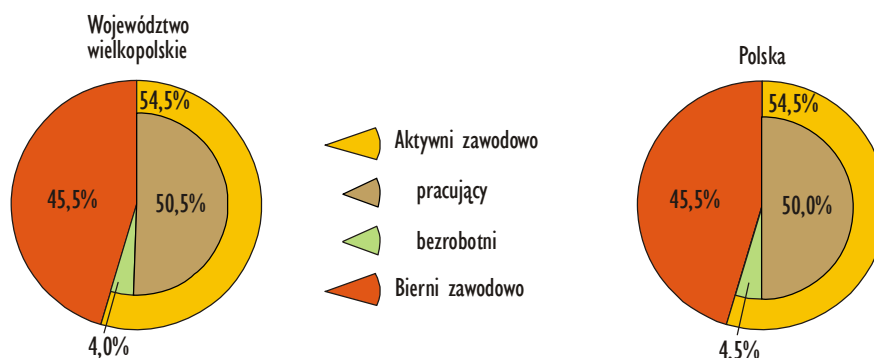 Województwo
wielkopolskie
54,5%
45,5%
50,5%
4,0%
Aktywni zawodowo
pracujący
bezrobotni
Bierni zawodowo
Polska
54,5%
45,5%
50,0%
4,5%